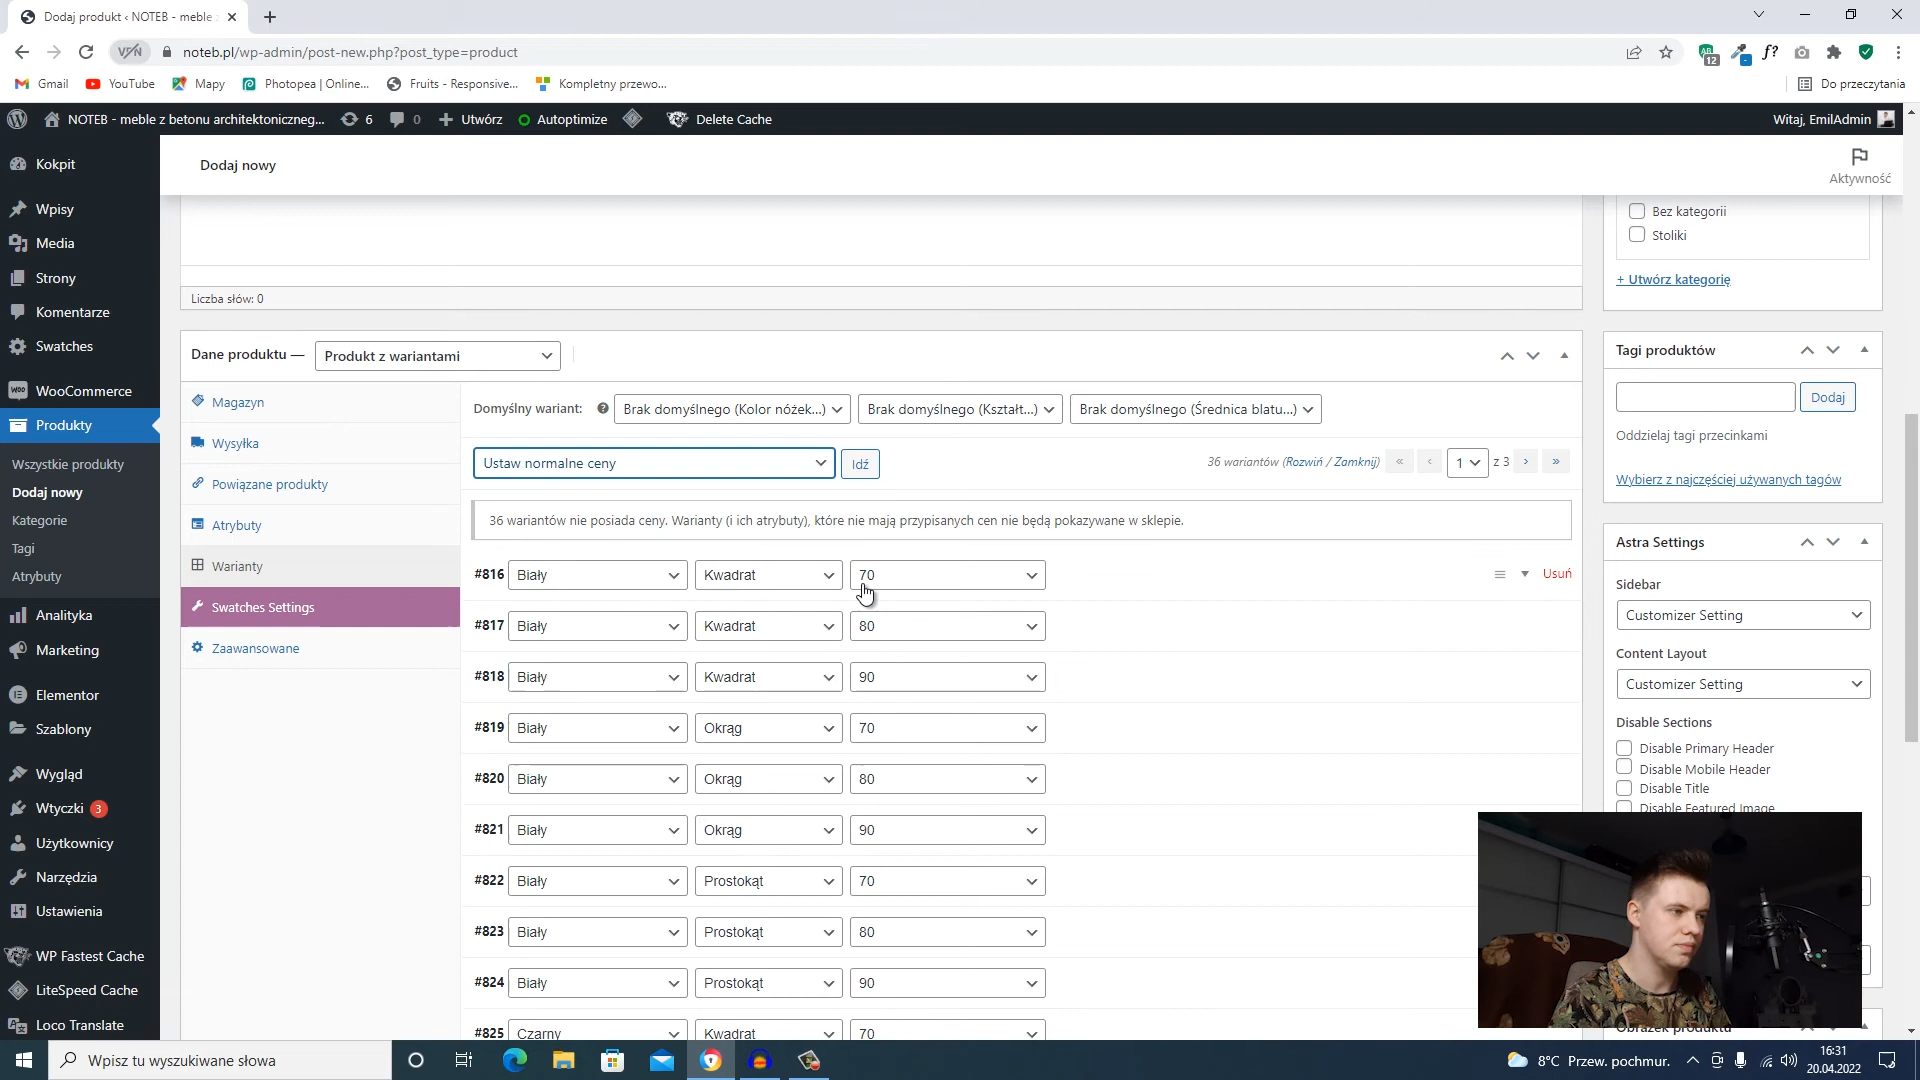 Dodaj produkt ‹ NOTEB - meble
noteb.pl/wp-admin/post-new.php?post_type=product
12
f?
Gmail
YouTube
Mapy
Photopea | Online...
Fruits - Responsive...
Kompletny przewo...
Do przeczytania
NOTEB - meble z betonu architektoniczneg...
6
0
Utwórz
Autoptimize
Delete Cache
Witaj, EmilAdmin
Kokpit
Wpisy
Media
Strony
Komentarze
Swatches
WooCommerce
Produkty
Wszystkie produkty
Dodaj nowy
Kategorie
Tagi
Atrybuty
Analityka
Marketing
Elementor
Szablony
Wygląd
Wtyczki 3
Użytkownicy
Narzędzia
Ustawienia
WP Fastest Cache
LiteSpeed Cache
Loco Translate
Dodaj nowy
Aktywność
Liczba słów: 0
Dane produktu —
Produkt z wariantami
Magazyn
Wysyłka
Powiązane produkty
Atrybuty
Warianty
Swatches Settings
Zaawansowane
Domyślny wariant:
Brak domyślnego (Kolor nóżek...)
Brak domyślnego (Kształt...)
Brak domyślnego (Średnica blatu...)
Ustaw normalne ceny
Idź
36 wariantów (Rozwiń / Zamknij)
« ‹ 1 z 3 › »
36 wariantów nie posiada ceny. Warianty (i ich atrybuty), które nie mają przypisanych cen nie będą pokazywane w sklepie.
#816 Biały Kwadrat 70 Usuń
#817 Biały Kwadrat 80
#818 Biały Kwadrat 90
#819 Biały Okrąg 70
#820 Biały Okrąg 80
#821 Biały Okrąg 90
#822 Biały Prostokąt 70
#823 Biały Prostokąt 80
#824 Biały Prostokąt 90
#825 Czarny Kwadrat 70
Bez kategorii
Stoliki
+ Utwórz kategorię
Tagi produktów
Dodaj
Oddzielaj tagi przecinkami
Wybierz z najczęściej używanych tagów
Astra Settings
Sidebar
Customizer Setting
Content Layout
Customizer Setting
Disable Sections
Disable Primary Header
Disable Mobile Header
Disable Title
Disable Featured Image
Obrazek produktu
Wpisz tu wyszukiwane słowa
8°C Przew. pochmur.
16:31
20.04.2022